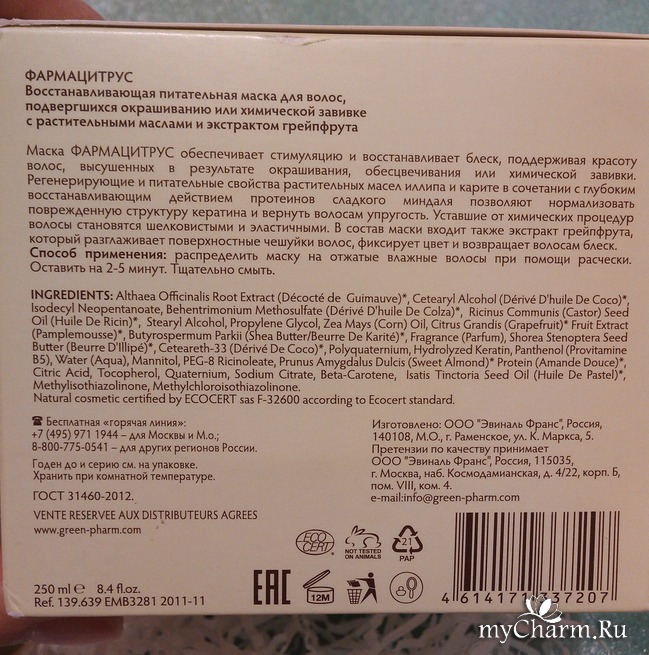 ФАРМАЦИТРУС
Восстанавливающая питательная маска для волос,
подвергшихся окрашиванию или химической завивке
с растительными маслами и экстрактом грейпфрута
Маска ФАРМАЦИТРУС обеспечивает стимуляцию и восстанавливает блеск, поддерживая красоту
волос, высушенных в результате окрашивания, обесцвечивания или химической завивки.
Регенерирующие и питательные свойства растительных масел иллипа и карите в сочетании с глубоким
восстанавливающим действием протеинов сладкого миндаля позволяют нормализовать
поврежденную структуру кератина и вернуть волосам упругость. Уставшие от химических процедур
волосы становятся шелковистыми и эластичными. В состав маски входит также экстракт грейпфрута,
который разглаживает поверхностные чешуйки волос, фиксирует цвет и возвращает волосам блеск.
Способ применения: распределить маску на отжатые влажные волосы при помощи расчески.
Оставить на 2-5 минут. Тщательно смыть.
INGREDIENTS: Althaea Officinalis Root Extract (Décocté de Guimauve)*, Cetearyl Alcohol (Dérivé D'huile De Coco)*,
Isodecyl Neopentanoate, Behentrimonium Methosulfate (Dérivé D'huile De Colza)*, Ricinus Communis (Castor) Seed
Oil (Huile De Ricin)*, Stearyl Alcohol, Propylene Glycol, Zea Mays (Corn) Oil, Citrus Grandis (Grapefruit)* Fruit Extract
(Pamplemousse)*, Butyrospermum Parkii (Shea Butter/Beurre De Karité)*, Fragrance (Parfum), Shorea Stenoptera Seed
Butter (Beurre D'Illipé)*, Ceteareth-33 (Dérivé De Coco)*, Polyquaternium, Hydrolyzed Keratin, Panthenol (Provitamine
B5), Water (Aqua), Mannitol, PEG-8 Ricinoleate, Prunus Amygdalus Dulcis (Sweet Almond)* Protein (Amande Douce)*,
Citric Acid, Tocopherol, Quaternium, Sodium Citrate, Beta-Carotene, Isatis Tinctoria Seed Oil (Huile De Pastel)*,
Methylisothiazolinone, Methylchloroisothiazolinone.
Natural cosmetic certified by ECOCERT sas F-32600 according to Ecocert standard.
Бесплатная «горячая линия»:
+7 (495) 971 1944 – для Москвы и М.о.;
8-800-775-0541 – для других регионов России.
Годен до и серию см. на упаковке.
Хранить при комнатной температуре.
ГОСТ 31460-2012.
VENTE RESERVEE AUX DISTRIBUTEURS AGREES
www.green-pharm.com
Изготовлено: ООО "Эвиналь Франс", Россия,
140108, М.О., г. Раменское, ул. К. Маркса, 5.
Претензии по качеству принимает
ООО "Эвиналь Франс", Россия, 115035,
г. Москва, наб. Космодамианская, д. 4/22, корп. Б,
пом. VIII, ком. 4.
e-mail:info@green-pharm.com
ECO CERT
NOT TESTED ON ANIMALS
21
PAP
250 ml e 8.4 fl.oz.
Ref. 139.639 EMB3281 2011-11
EAC
12M
myCharm.Ru